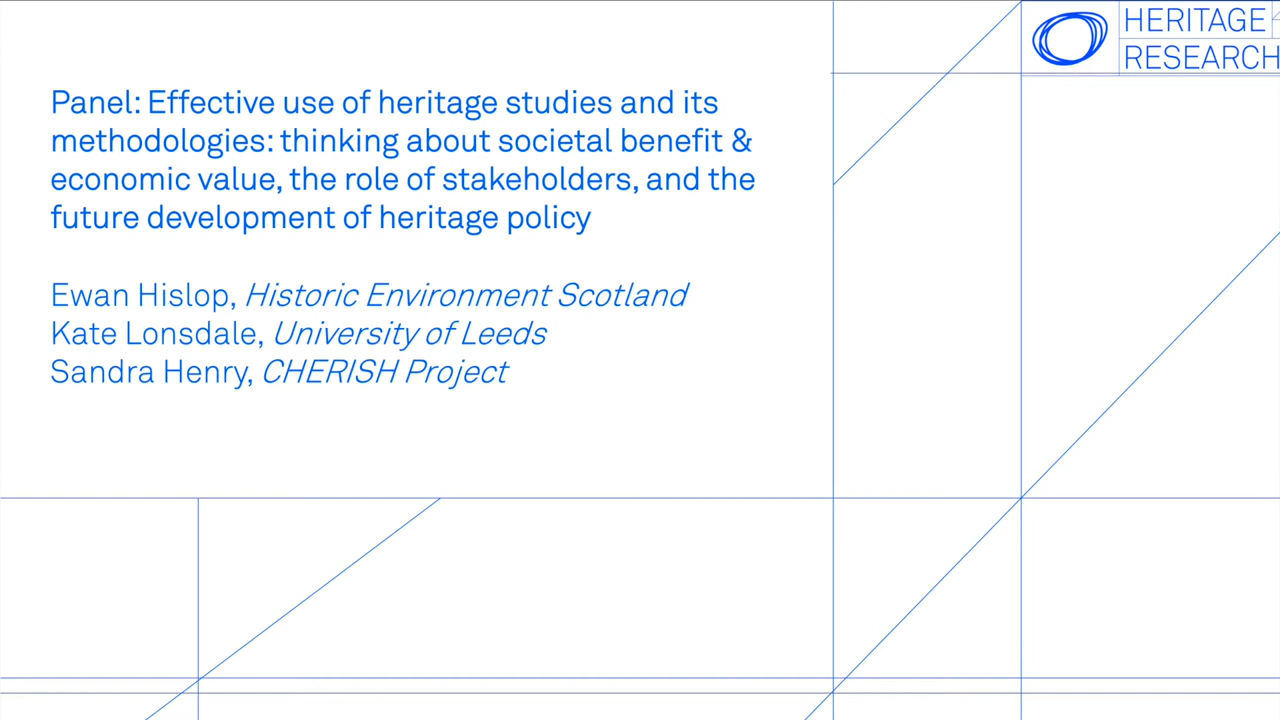 HERITAGE
RESEARCH
Panel: Effective use of heritage studies and its
methodologies: thinking about societal benefit &
economic value, the role of stakeholders, and the
future development of heritage policy
Ewan Hislop, Historic Environment Scotland
Kate Lonsdale, University of Leeds
Sandra Henry, CHERISH Project